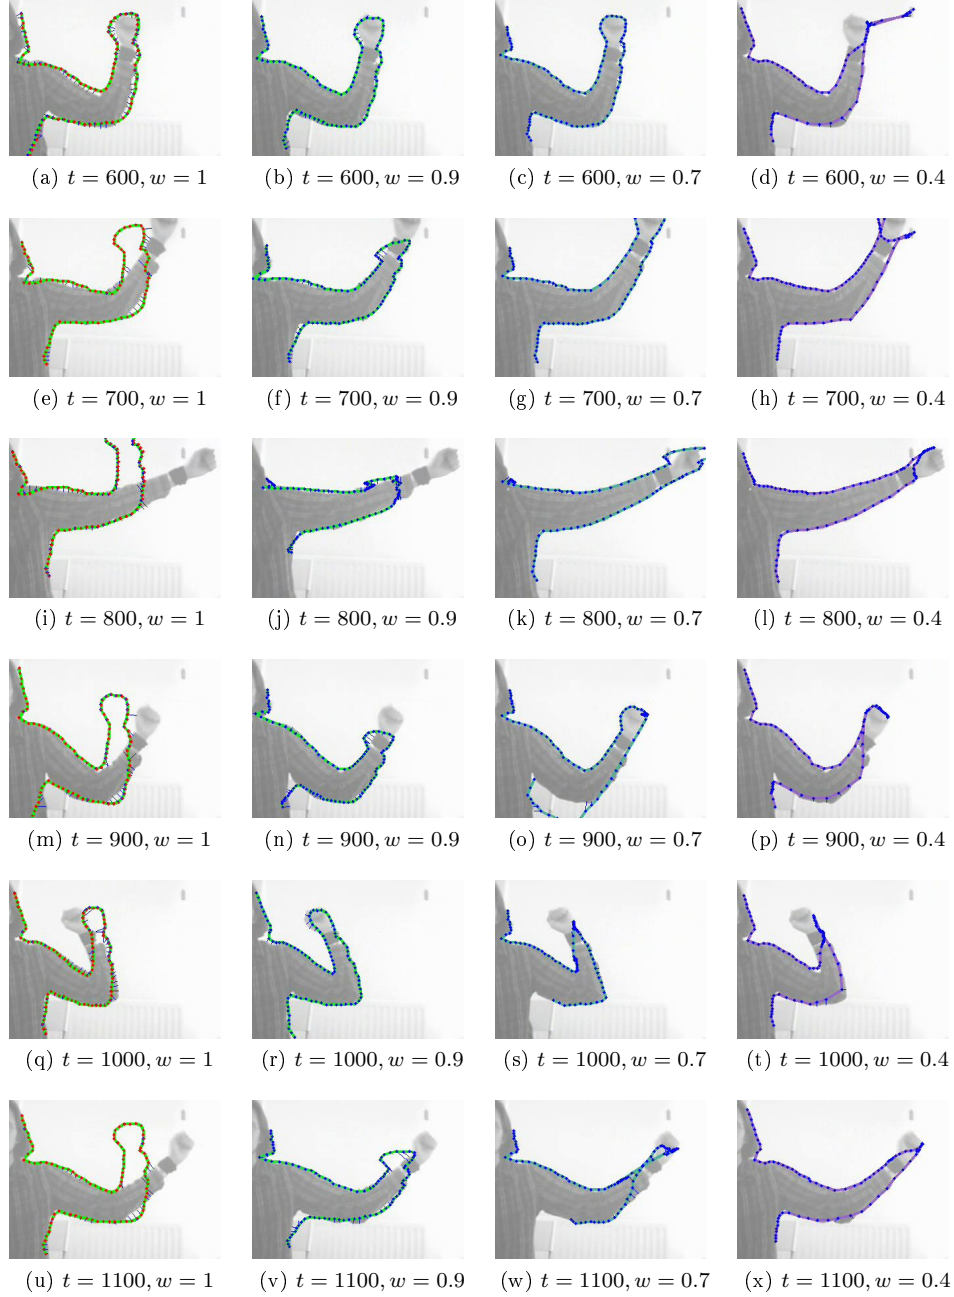 (a) t = 600, w = 1
(b) t = 600, w = 0.9
(c) t = 600, w = 0.7
(d) t = 600, w = 0.4
(e) t = 700, w = 1
(f) t = 700, w = 0.9
(g) t = 700, w = 0.7
(h) t = 700, w = 0.4
(i) t = 800, w = 1
(j) t = 800, w = 0.9
(k) t = 800, w = 0.7
(l) t = 800, w = 0.4
(m) t = 900, w = 1
(n) t = 900, w = 0.9
(o) t = 900, w = 0.7
(p) t = 900, w = 0.4
(q) t = 1000, w = 1
(r) t = 1000, w = 0.9
(s) t = 1000, w = 0.7
(t) t = 1000, w = 0.4
(u) t = 1100, w = 1
(v) t = 1100, w = 0.9
(w) t = 1100, w = 0.7
(x) t = 1100, w = 0.4